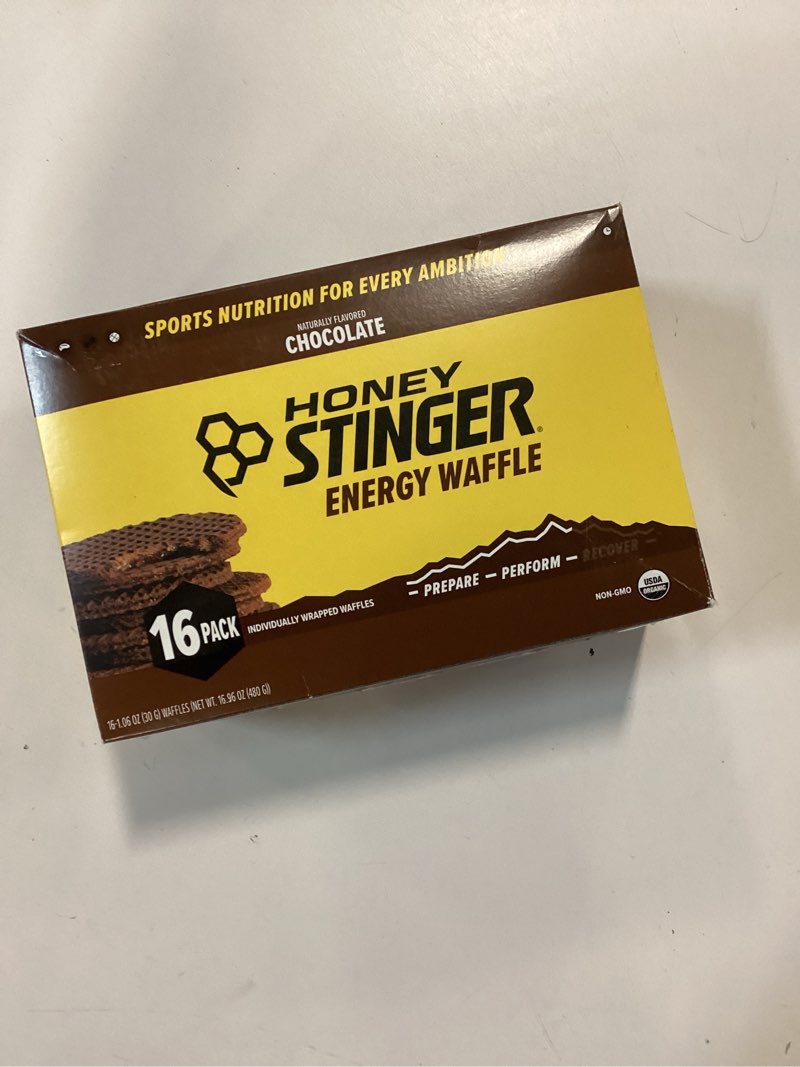 SPORTS NUTRITION FOR EVERY AMBITION
NATURALLY FLAVORED
CHOCOLATE
HONEY
STINGER®
ENERGY WAFFLE
PREPARE — PERFORM — RECOVER —
16 PACK
INDIVIDUALLY WRAPPED WAFFLES
NON-GMO
USDA
ORGANIC
16-1.06 OZ (30 G) WAFFLES (NET WT. 16.96 OZ (480 G))